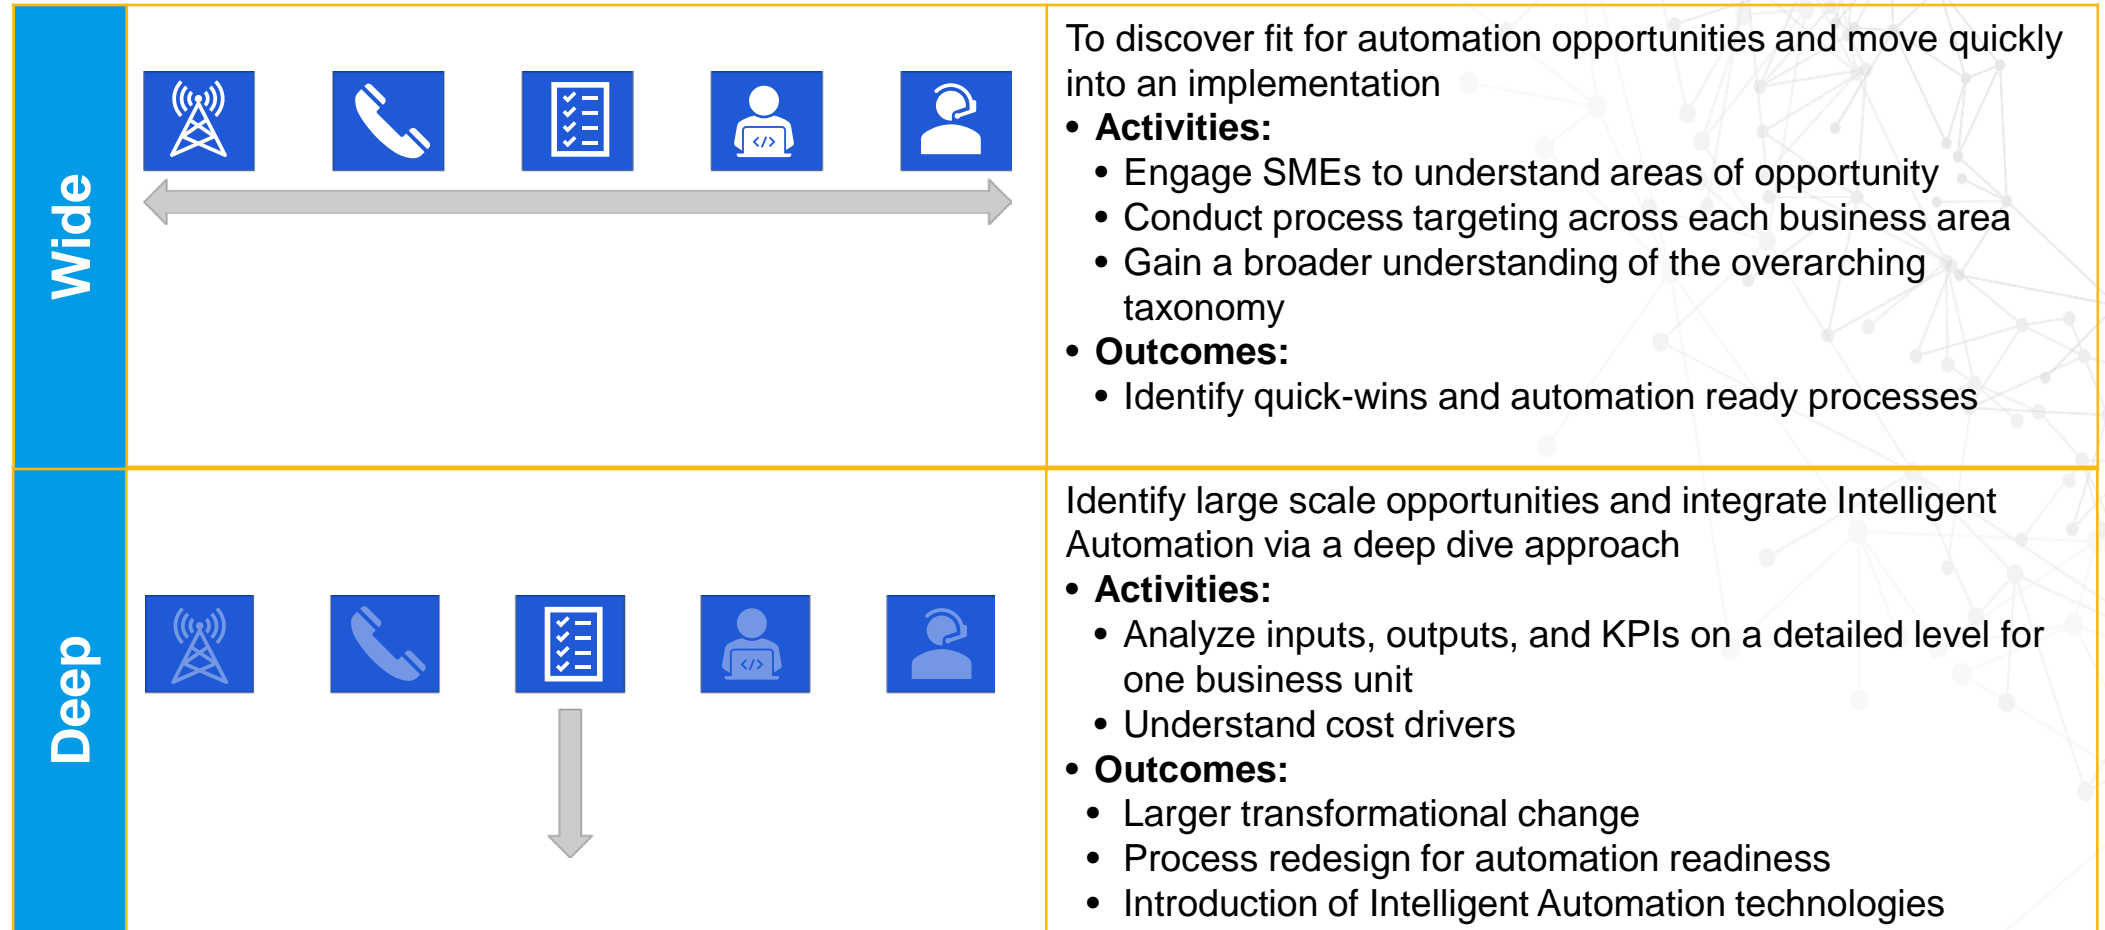 Wide
To discover fit for automation opportunities and move quickly
into an implementation
• Activities:
• Engage SMEs to understand areas of opportunity
• Conduct process targeting across each business area
• Gain a broader understanding of the overarching
taxonomy
• Outcomes:
• Identify quick-wins and automation ready processes
Deep
Identify large scale opportunities and integrate Intelligent
Automation via a deep dive approach
• Activities:
• Analyze inputs, outputs, and KPIs on a detailed level for
one business unit
• Understand cost drivers
• Outcomes:
• Larger transformational change
• Process redesign for automation readiness
• Introduction of Intelligent Automation technologies